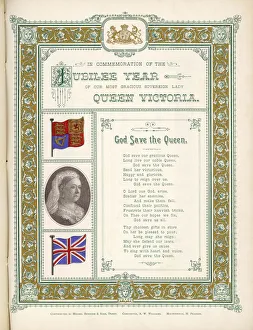 IN COMMEMORATION OF THE
JUBILEE YEAR
OF OUR MOST GRACIOUS SOVEREIGN LADY
QUEEN VICTORIA.
God Save the Queen.
God save our gracious Queen,
Long live our noble Queen,
God save the Queen.
Send her victorious,
Happy and glorious,
Long to reign over us,
God save the Queen.
O Lord our God arise,
Scatter her enemies,
And make them fall.
Confound their politics,
Frustrate their knavish tricks,
On Thee our hopes we fix,
God save us all.
Thy choicest gifts in store
On her be pleased to pour;
Long may she reign.
May she defend our laws,
And ever give us cause
To sing with heart and voice,
God save the Queen.